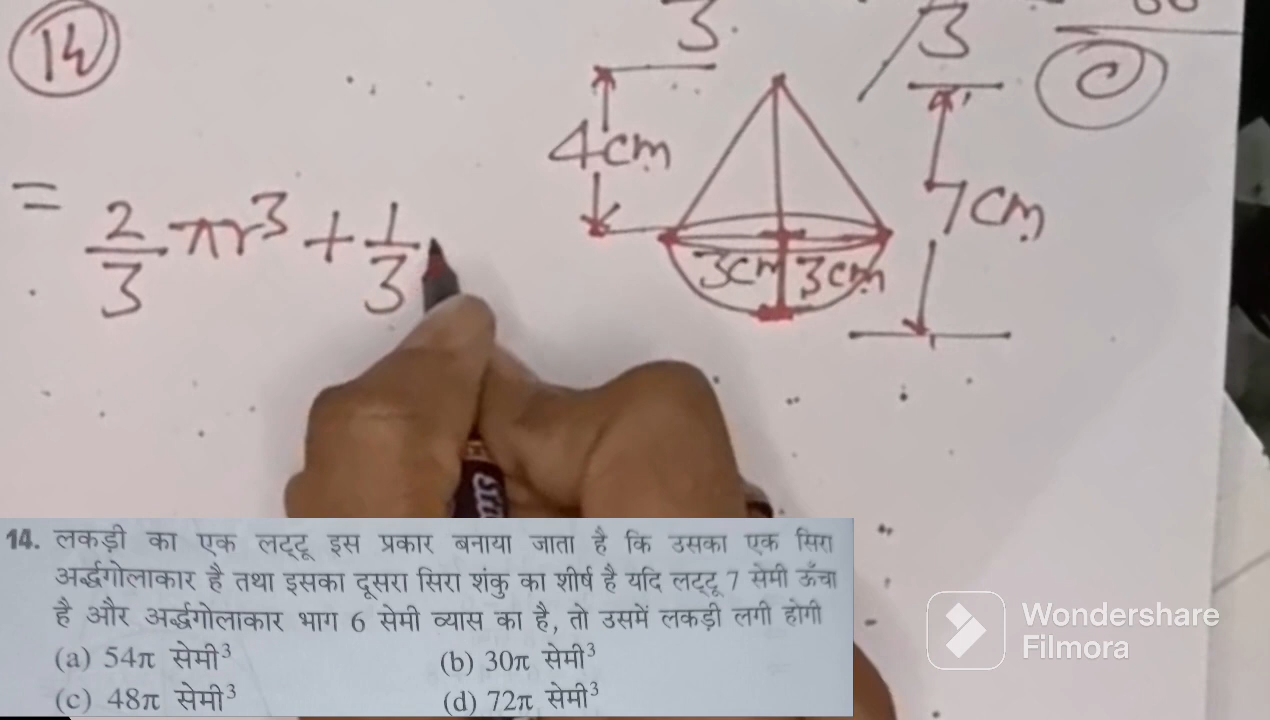 14
3
3
4cm
7cm
3cm 3cm
= 2/3 πr³ + 1/3
14. लकड़ी का एक लट्टू इस प्रकार बनाया जाता है कि उसका एक सिरा
अर्द्धगोलाकार है तथा इसका दूसरा सिरा शंकु का शीर्ष है यदि लट्टू 7 सेमी ऊँचा
है और अर्द्धगोलाकार भाग 6 सेमी व्यास का है, तो उसमें लकड़ी लगी होगी
(a) 54π सेमी³ (b) 30π सेमी³
(c) 48π सेमी³ (d) 72π सेमी³
Wondershare
Filmora